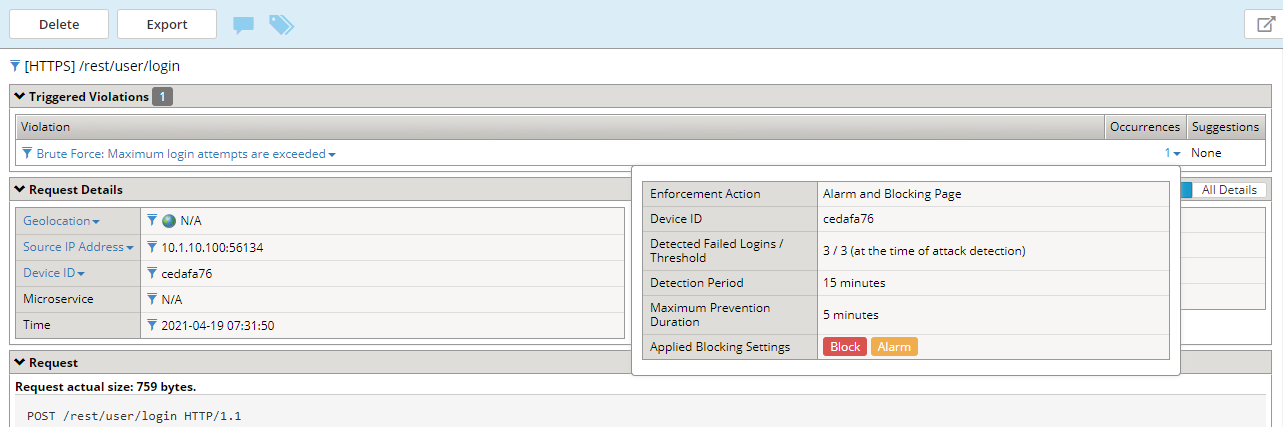 Delete Export
[HTTPS] /rest/user/login
Triggered Violations 1
Violation Occurrences Suggestions
Brute Force: Maximum login attempts are exceeded 1 None
Request Details All Details
Geolocation N/A
Source IP Address 10.1.10.100:56134
Device ID cedafa76
Microservice N/A
Time 2021-04-19 07:31:50
Enforcement Action Alarm and Blocking Page
Device ID cedafa76
Detected Failed Logins /
Threshold
3 / 3 (at the time of attack detection)
Detection Period 15 minutes
Maximum Prevention
Duration
5 minutes
Applied Blocking Settings Block Alarm
Request
Request actual size: 759 bytes.
POST /rest/user/login HTTP/1.1